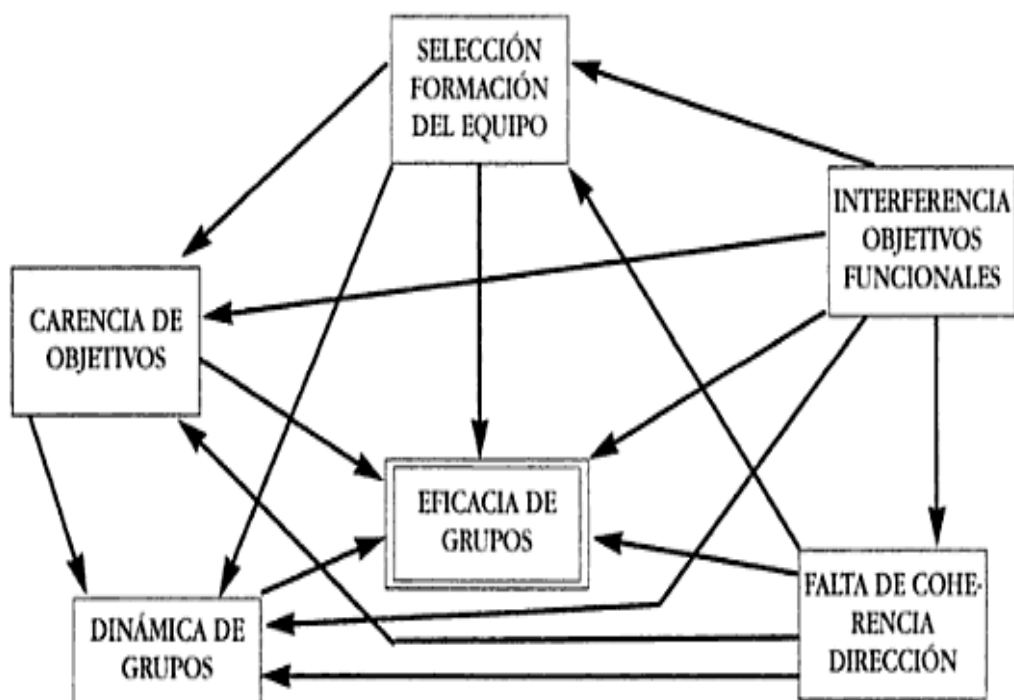 SELECCIÓN
FORMACIÓN
DEL EQUIPO
INTERFERENCIA
OBJETIVOS
FUNCIONALES
CARENCIA DE
OBJETIVOS
EFICACIA DE
GRUPOS
DINÁMICA DE
GRUPOS
FALTA DE COHE-
RENCIA
DIRECCIÓN